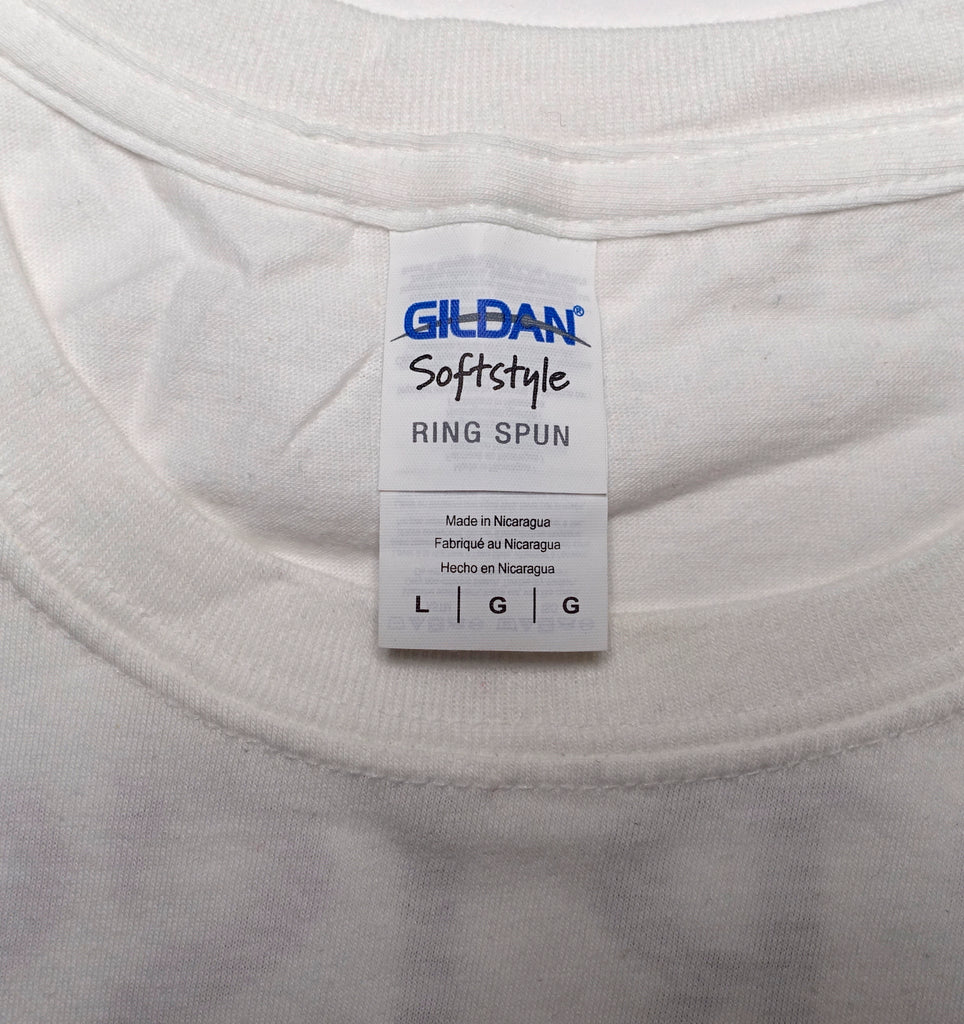 GILDAN®
Softstyle
RING SPUN
Made in Nicaragua
Fabriqué au Nicaragua
Hecho en Nicaragua
L | G | G